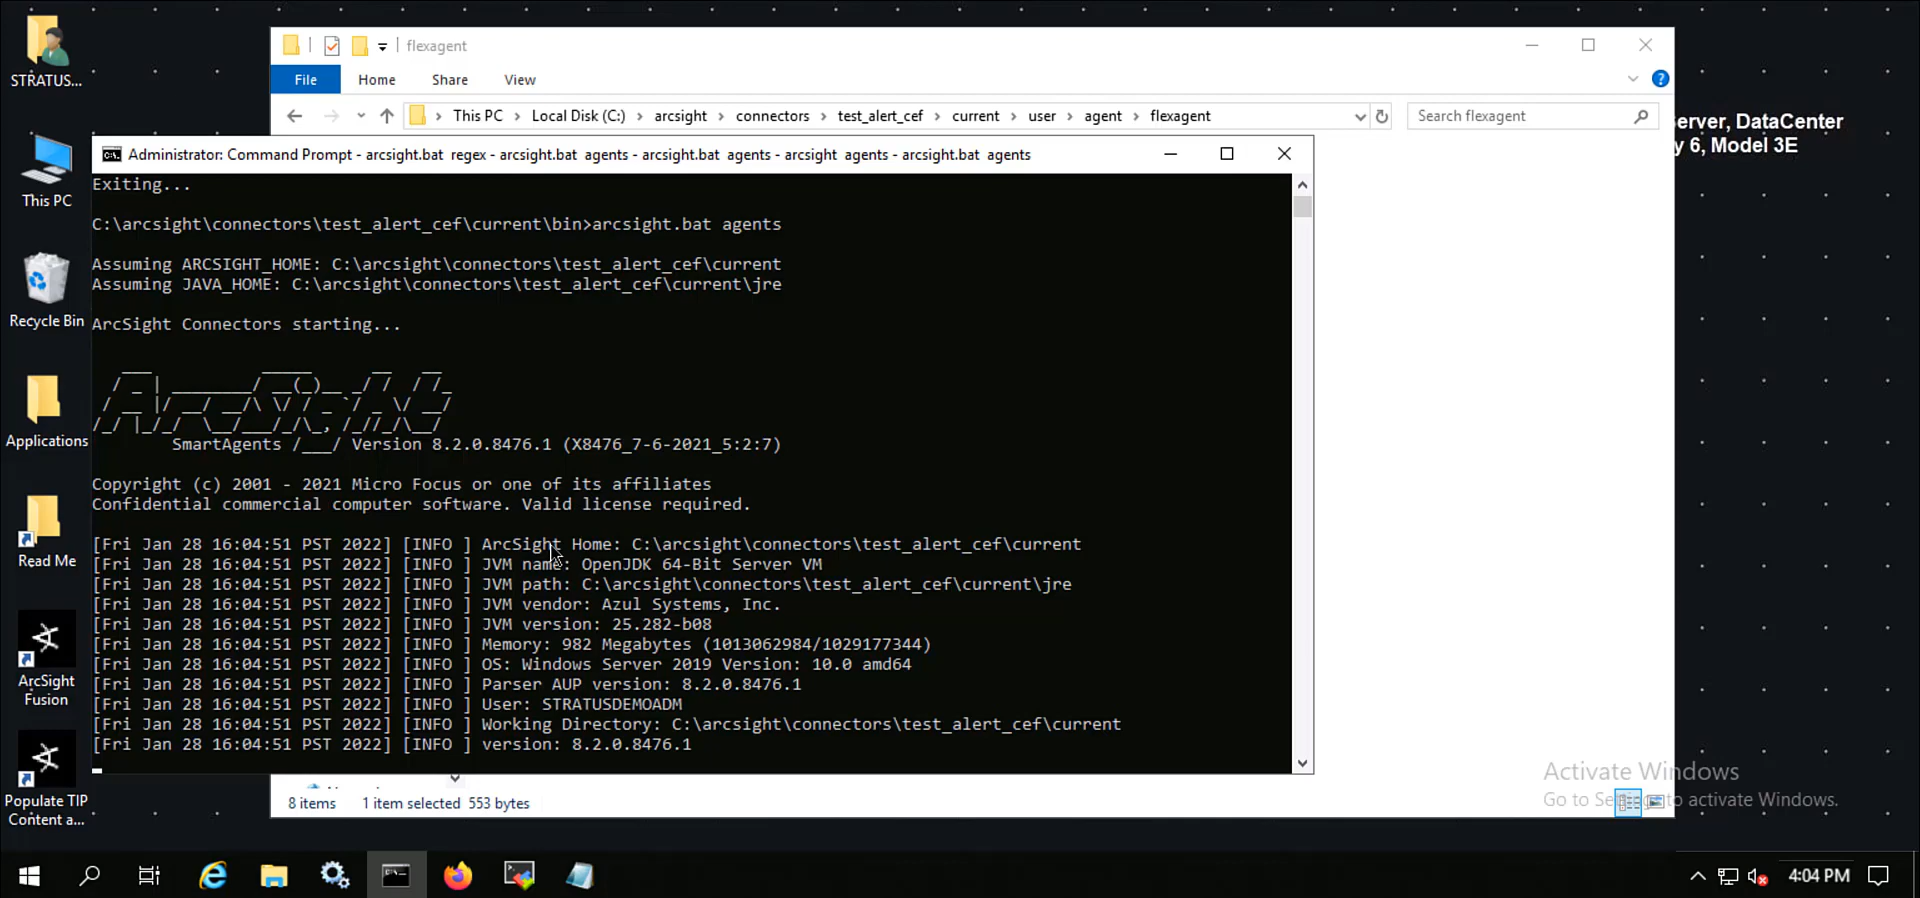 STRATUS...
This PC
Recycle Bin
Applications
Read Me
ArcSight
Fusion
Populate TIP
Content a...
flexagent
File Home Share View
This PC › Local Disk (C:) › arcsight › connectors › test_alert_cef › current › user › agent › flexagent
Search flexagent
erver, DataCenter
y 6, Model 3E
Administrator: Command Prompt - arcsight.bat regex - arcsight.bat agents - arcsight.bat agents - arcsight agents - arcsight.bat agents
Exiting...
C:\arcsight\connectors\test_alert_cef\current\bin>arcsight.bat agents
Assuming ARCSIGHT_HOME: C:\arcsight\connectors\test_alert_cef\current
Assuming JAVA_HOME: C:\arcsight\connectors\test_alert_cef\current\jre
ArcSight Connectors starting...
ArcSight
SmartAgents /___/ Version 8.2.0.8476.1 (X8476_7-6-2021_5:2:7)
Copyright (c) 2001 - 2021 Micro Focus or one of its affiliates
Confidential commercial computer software. Valid license required.
[Fri Jan 28 16:04:51 PST 2022] [INFO ] ArcSight Home: C:\arcsight\connectors\test_alert_cef\current
[Fri Jan 28 16:04:51 PST 2022] [INFO ] JVM name: OpenJDK 64-Bit Server VM
[Fri Jan 28 16:04:51 PST 2022] [INFO ] JVM path: C:\arcsight\connectors\test_alert_cef\current\jre
[Fri Jan 28 16:04:51 PST 2022] [INFO ] JVM vendor: Azul Systems, Inc.
[Fri Jan 28 16:04:51 PST 2022] [INFO ] JVM version: 25.282-b08
[Fri Jan 28 16:04:51 PST 2022] [INFO ] Memory: 982 Megabytes (1013062984/1029177344)
[Fri Jan 28 16:04:51 PST 2022] [INFO ] OS: Windows Server 2019 Version: 10.0 amd64
[Fri Jan 28 16:04:51 PST 2022] [INFO ] Parser AUP version: 8.2.0.8476.1
[Fri Jan 28 16:04:51 PST 2022] [INFO ] User: STRATUSDEMOADM
[Fri Jan 28 16:04:51 PST 2022] [INFO ] Working Directory: C:\arcsight\connectors\test_alert_cef\current
[Fri Jan 28 16:04:51 PST 2022] [INFO ] version: 8.2.0.8476.1
8 items 1 item selected 553 bytes
Activate Windows
Go to Settings to activate Windows.
4:04 PM